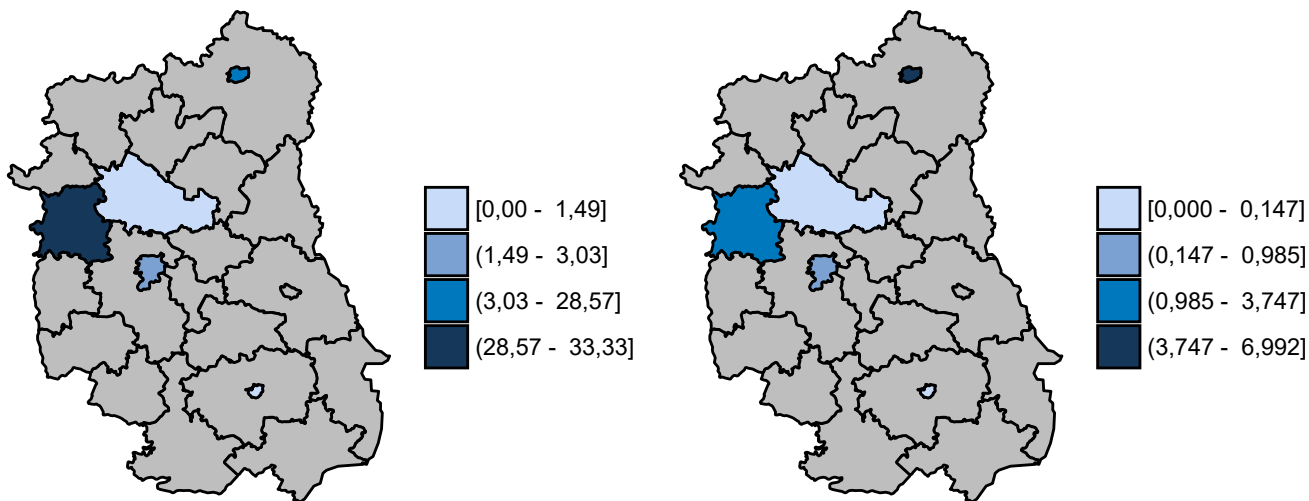 [0,00 - 1,49]
(1,49 - 3,03]
(3,03 - 28,57]
(28,57 - 33,33]
[0,000 - 0,147]
(0,147 - 0,985]
(0,985 - 3,747]
(3,747 - 6,992]